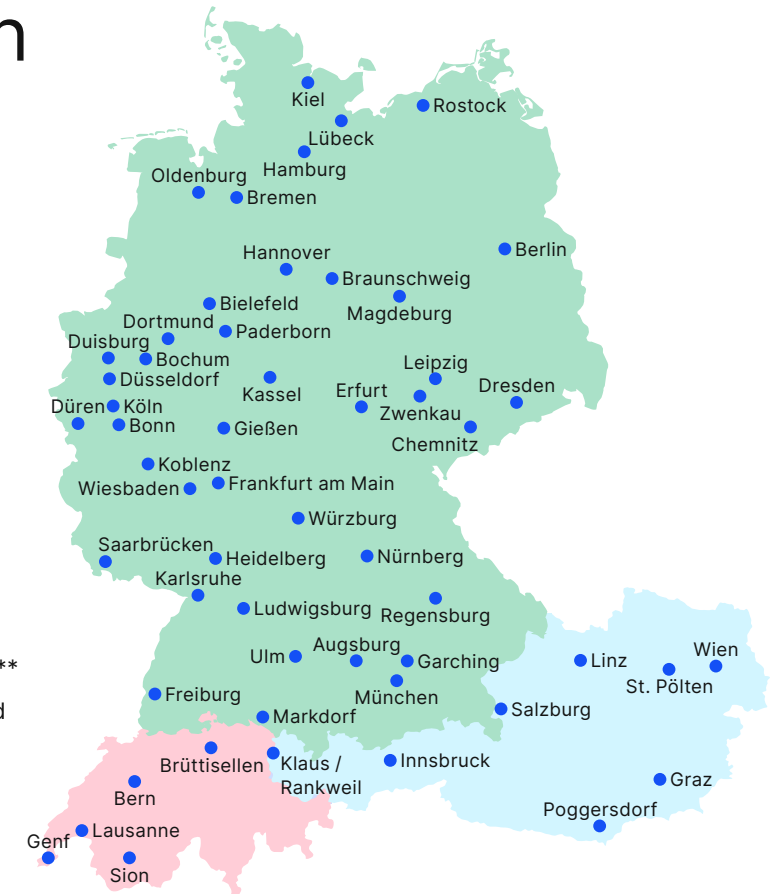 n
Kiel
Rostock
Lübeck
Hamburg
Oldenburg
Bremen
Berlin
Hannover
Braunschweig
Magdeburg
Bielefeld
Dortmund
Paderborn
Duisburg
Bochum
Düsseldorf
Leipzig
Kassel
Erfurt
Dresden
Düren
Köln
Zwenkau
Bonn
Gießen
Chemnitz
Koblenz
Wiesbaden
Frankfurt am Main
Würzburg
Saarbrücken
Heidelberg
Nürnberg
Karlsruhe
Ludwigsburg
Regensburg
Augsburg
Ulm
Garching
Linz
Wien
**
St. Pölten
Freiburg
München
d
Markdorf
Salzburg
Brüttisellen
Klaus /
Rankweil
Innsbruck
Graz
Bern
Poggersdorf
Lausanne
Genf
Sion